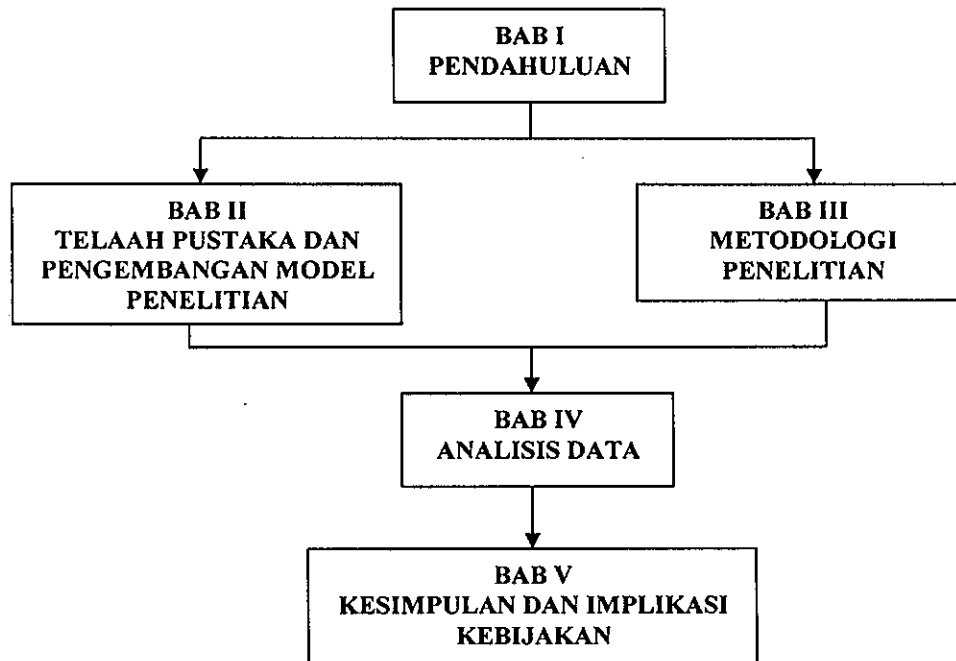 BAB I
PENDAHULUAN
BAB II
TELAAH PUSTAKA DAN
PENGEMBANGAN MODEL
PENELITIAN
BAB III
METODOLOGI
PENELITIAN
BAB IV
ANALISIS DATA
BAB V
KESIMPULAN DAN IMPLIKASI
KEBIJAKAN